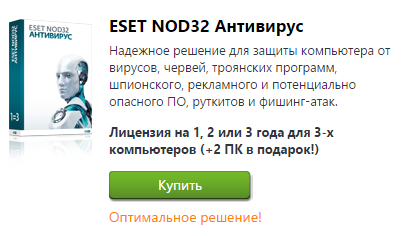 ESET NOD32 Антивирус
Надежное решение для защиты компьютера от
вирусов, червей, троянских программ,
шпионского, рекламного и потенциально
опасного ПО, руткитов и фишинг-атак.
Лицензия на 1, 2 или 3 года для 3-х
компьютеров (+2 ПК в подарок!)
Купить
Оптимальное решение!
ESET NOD32
АНТИВИРУС
1=3